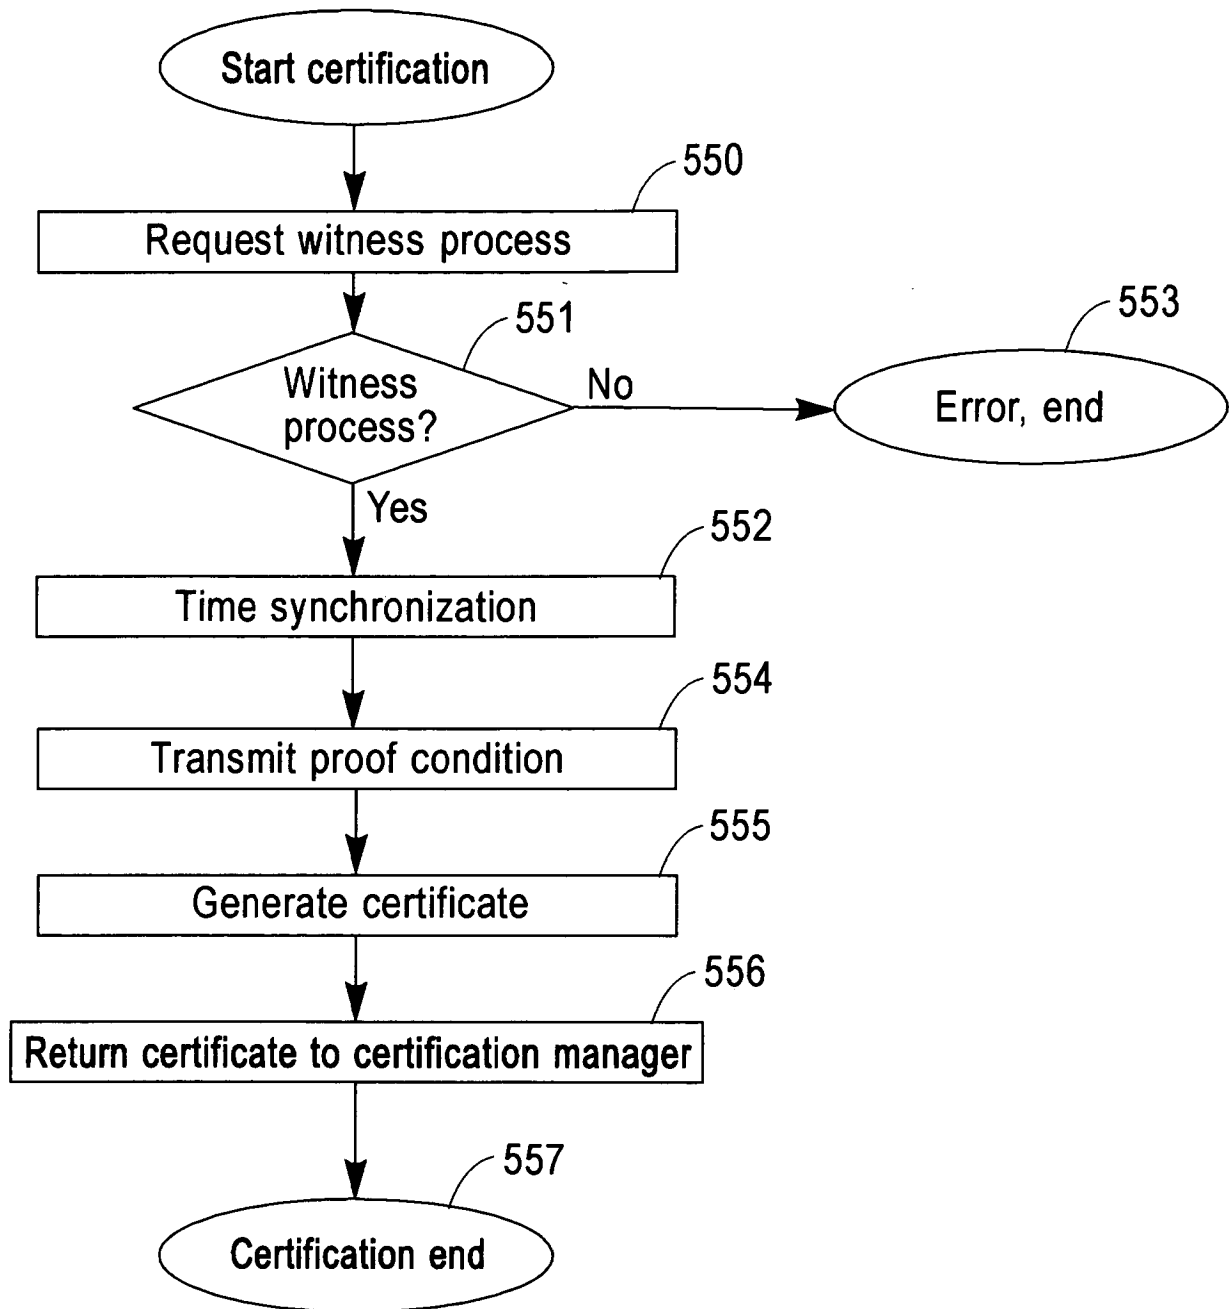 Start certification
550
Request witness process
551
Witness
process?
No
553
Error, end
Yes
552
Time synchronization
554
Transmit proof condition
555
Generate certificate
556
Return certificate to certification manager
557
Certification end